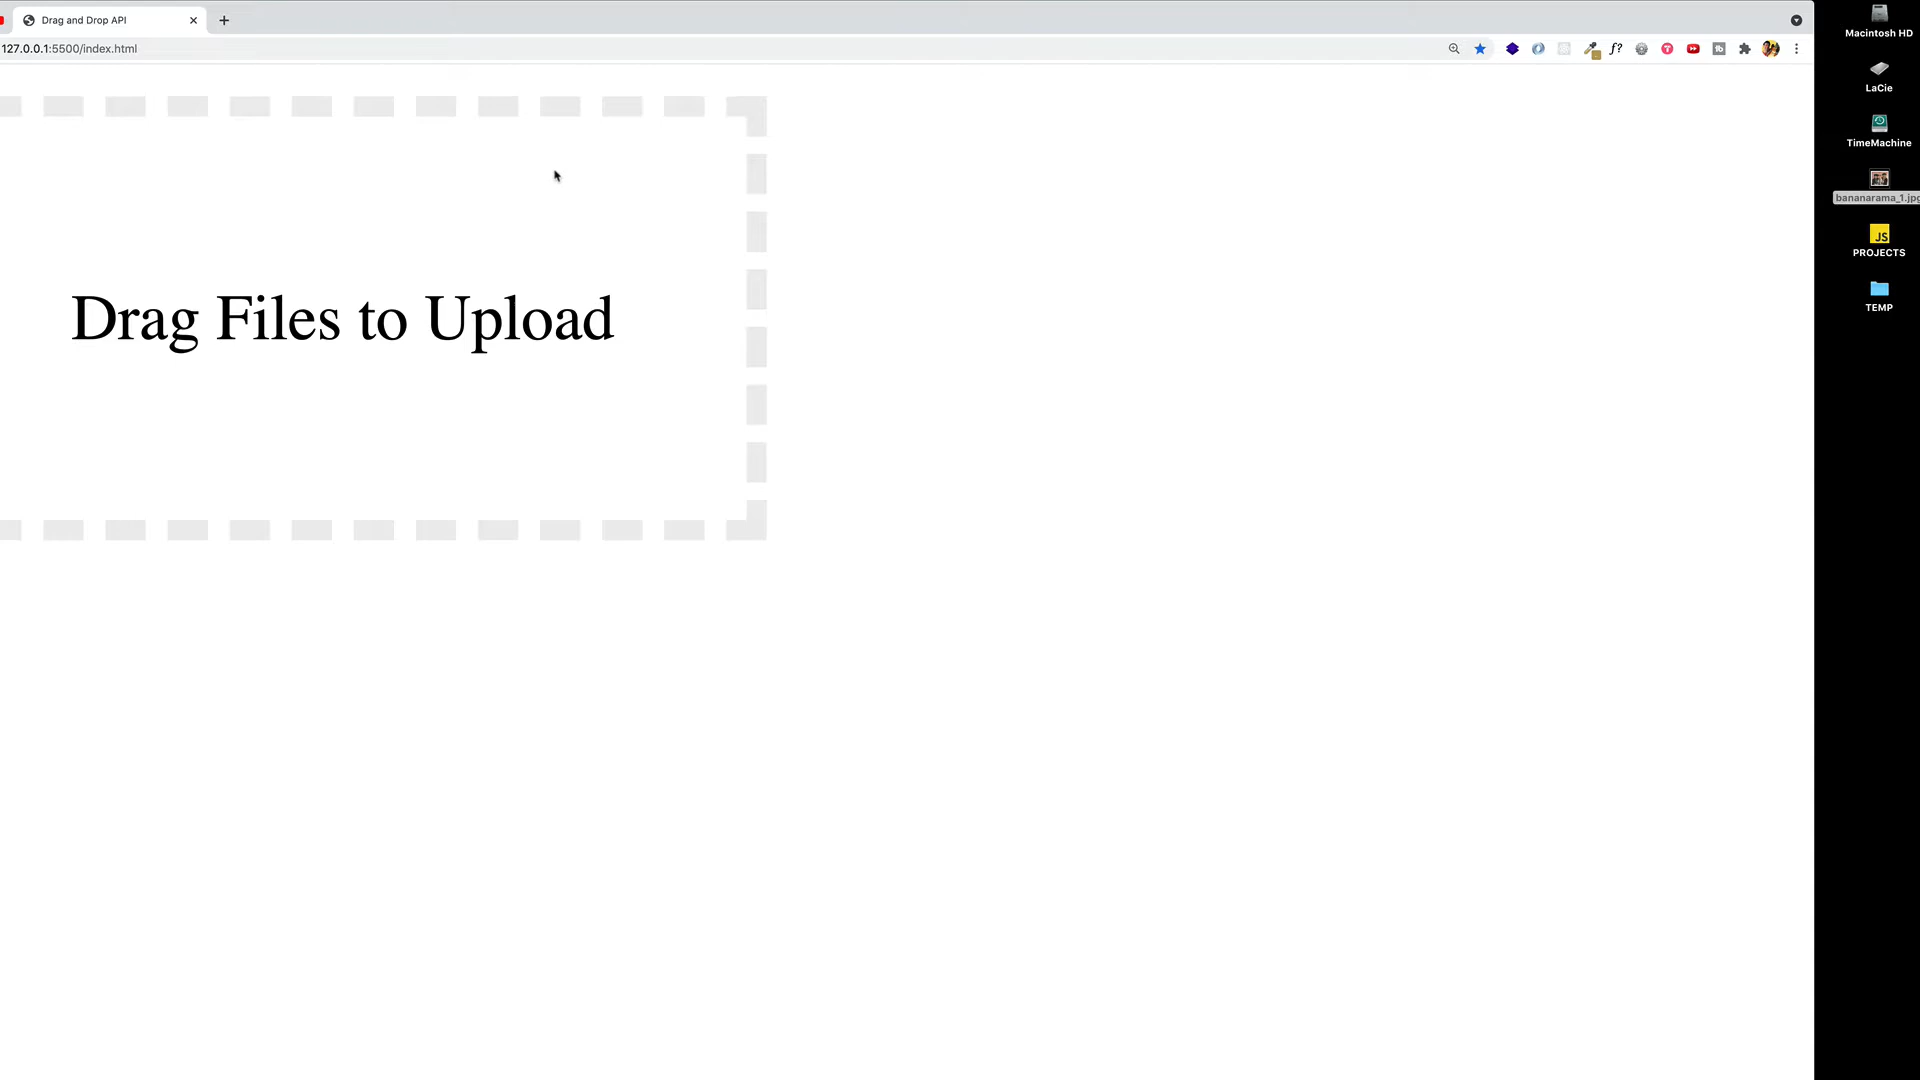 Drag and Drop API
127.0.0.1:5500/index.html
f?
Drag Files to Upload
Macintosh HD
LaCie
TimeMachine
bananarama_1.jpg
JS
PROJECTS
TEMP